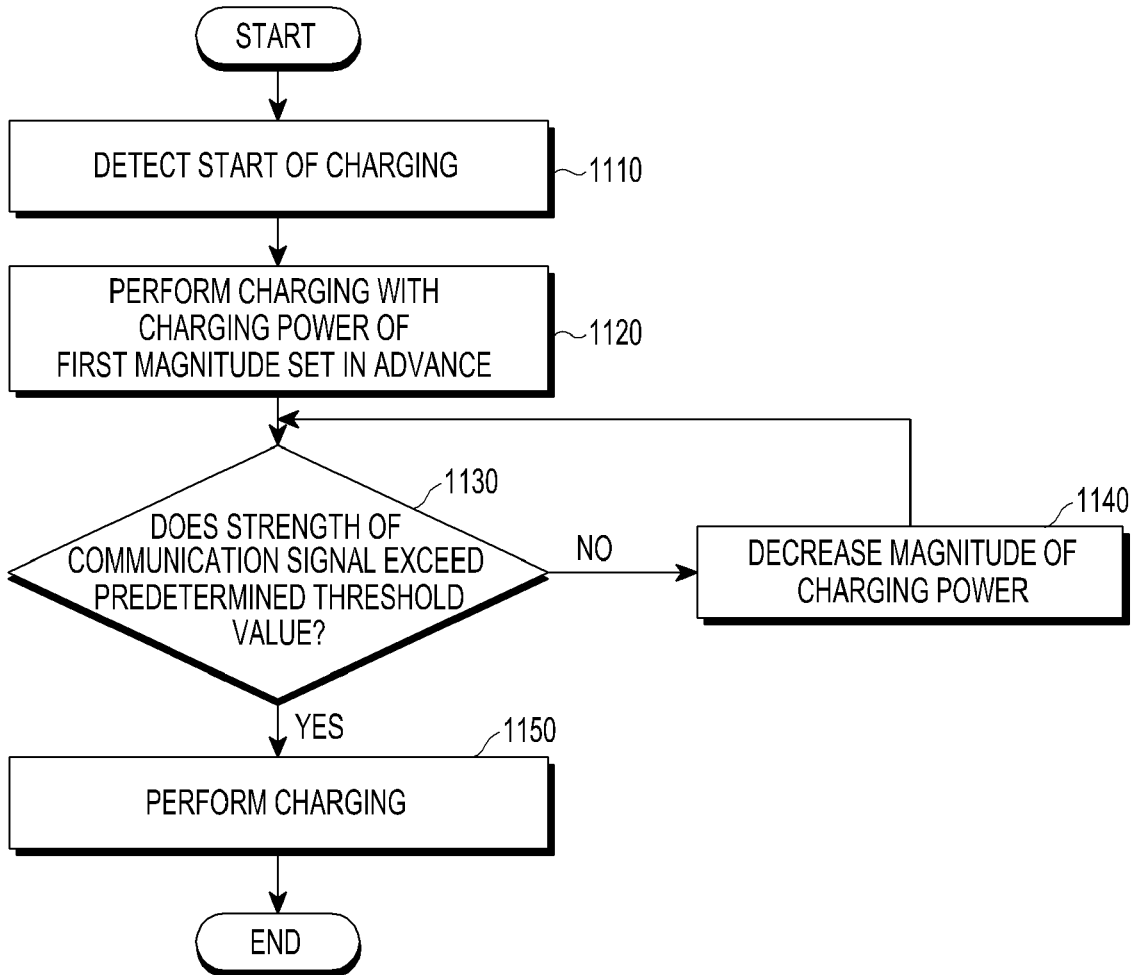 START
DETECT START OF CHARGING
1110
PERFORM CHARGING WITH
CHARGING POWER OF
FIRST MAGNITUDE SET IN ADVANCE
1120
1130
DOES STRENGTH OF
COMMUNICATION SIGNAL EXCEED
PREDETERMINED THRESHOLD
VALUE?
NO
1140
DECREASE MAGNITUDE OF
CHARGING POWER
YES
1150
PERFORM CHARGING
END